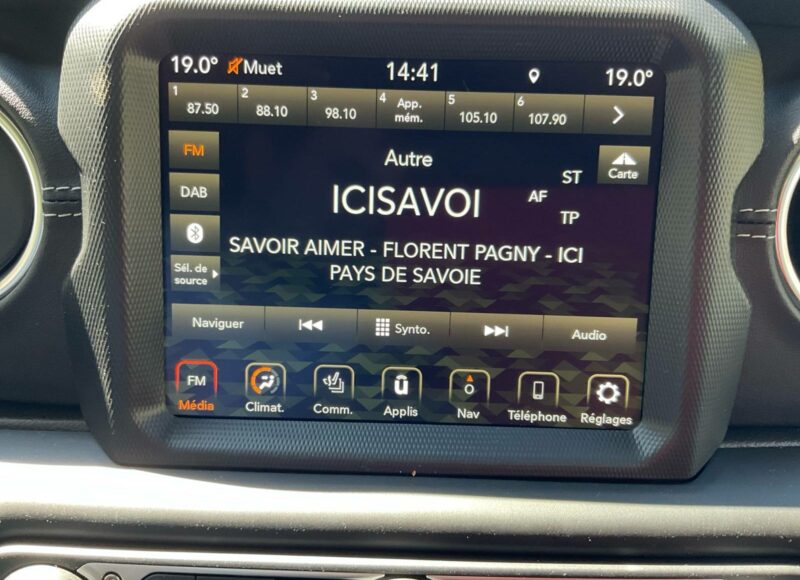 19.0° Muet 14:41 19.0°
1 87.50 2 88.10 3 98.10 4 App. mém. 5 105.10 6 107.90
FM
Autre
Carte
ST
DAB
AF
ICISAVOI
TP
SAVOIR AIMER - FLORENT PAGNY - ICI
PAYS DE SAVOIE
Sél. de
source
Naviguer Synto. Audio
FM
Média Climat. Comm. Applis Nav Téléphone Réglages